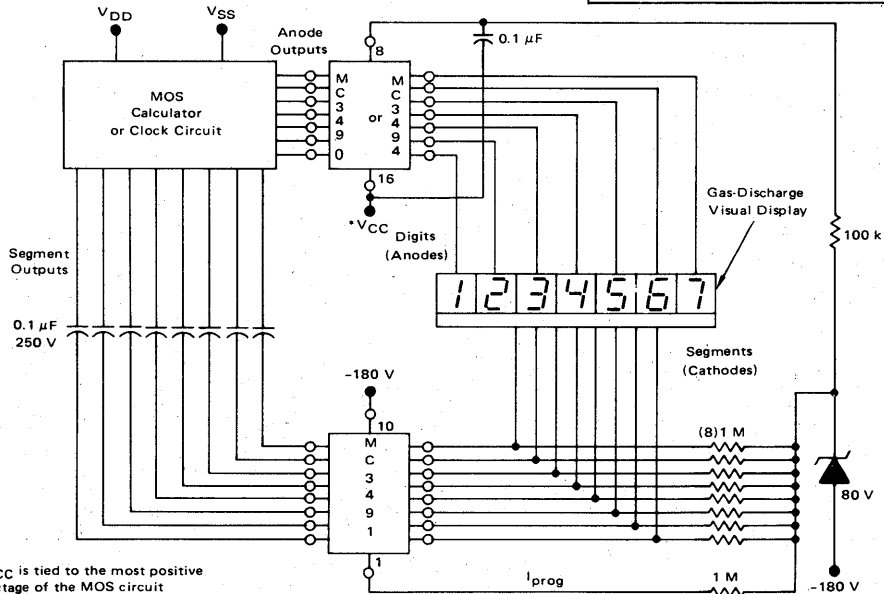 VDD
VSS
Anode
Outputs
8
0.1 μF
MOS
Calculator
or Clock Circuit
M
C
3
4
9
0
or
M
C
3
4
9
4
16
*VCC
Digits
(Anodes)
Gas-Discharge
Visual Display
100 k
Segment
Outputs
1 2 3 4 5 6 7
0.1 μF
250 V
Segments
(Cathodes)
-180 V
10
M
C
3
4
9
1
(8) 1 M
80 V
1
Iprog
1 M
-180 V
CC is tied to the most positive
tage of the MOS circuit